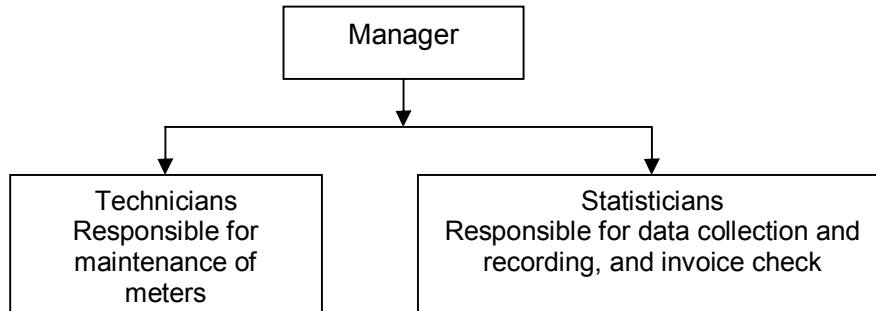 Manager
Technicians
Responsible for
maintenance of
meters
Statisticians
Responsible for data collection and
recording, and invoice check